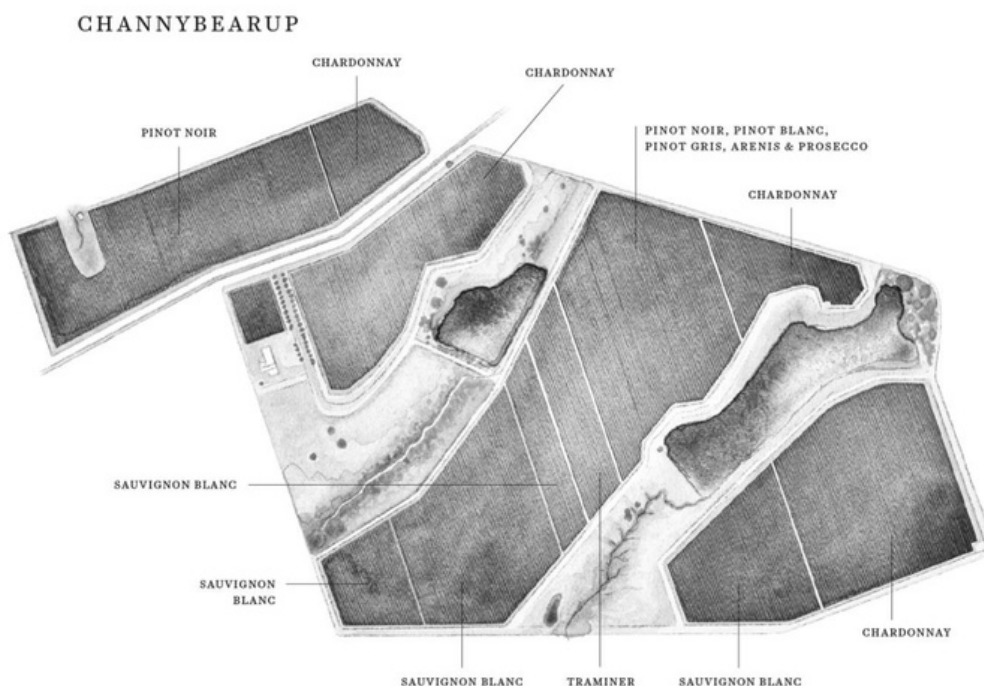 CHANNYBEARUP
CHARDONNAY
CHARDONNAY
PINOT NOIR
PINOT NOIR, PINOT BLANC,
PINOT GRIS, ARENIS & PROSECCO
CHARDONNAY
SAUVIGNON BLANC
SAUVIGNON
BLANC
CHARDONNAY
SAUVIGNON BLANC
TRAMINER
SAUVIGNON BLANC